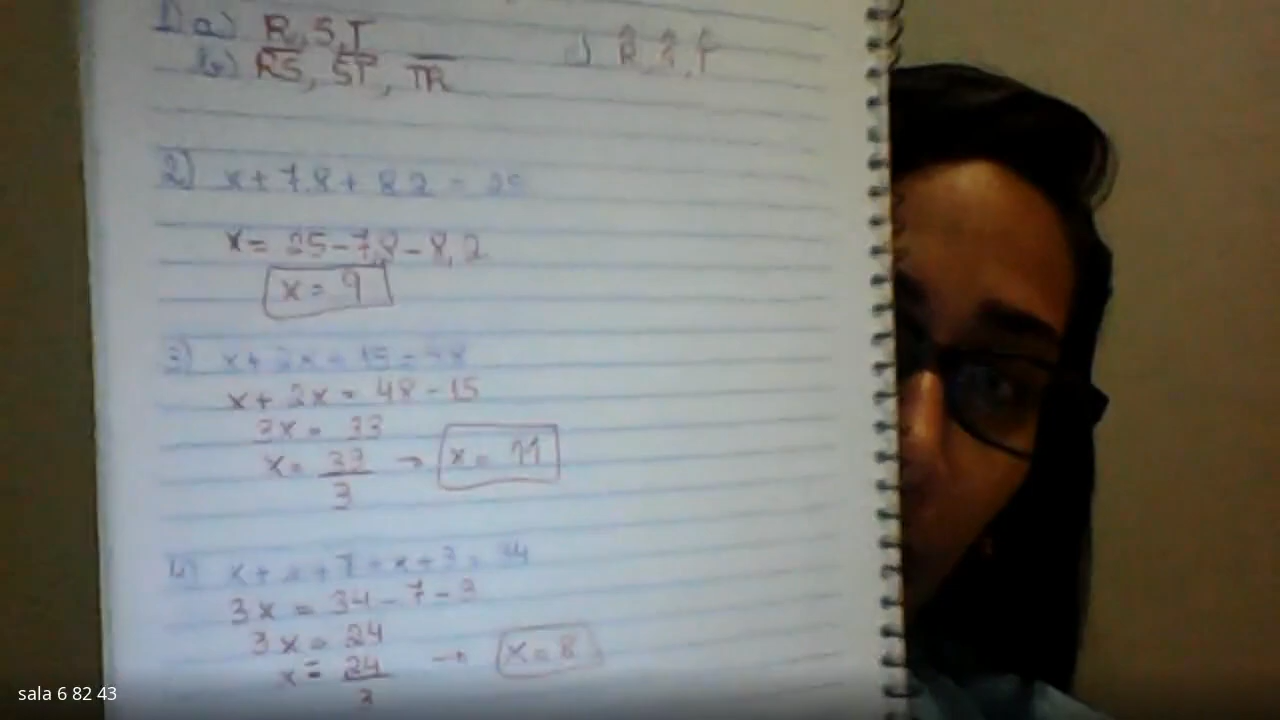 1) a) R, S, T
b) RS, ST, TR c) R̂, Ŝ, T̂
2) x + 7,8 + 8,2 = 25
x = 25 - 7,8 - 8,2
x = 9
3) x + 2x + 15 = 48
x + 2x = 48 - 15
3x = 33
x = 33/3 → x = 11
4) x + x + 7 + x + 3 = 34
3x = 34 - 7 - 3
3x = 24
x = 24/3 → x = 8
sala 6 82 43